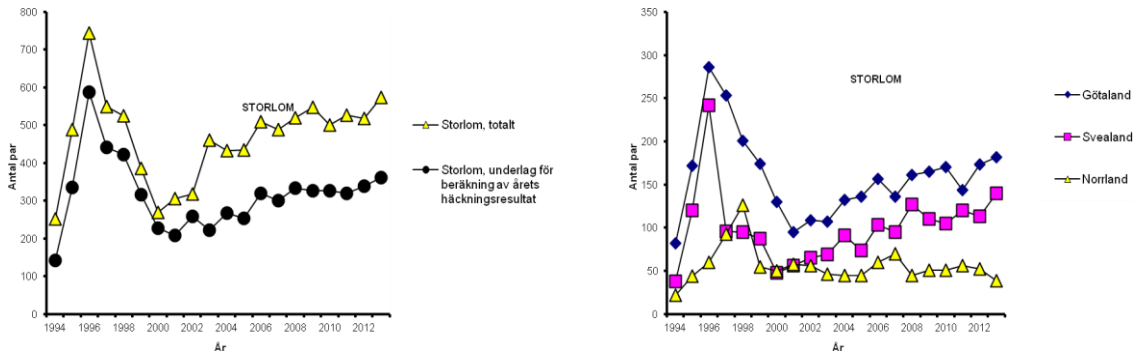 800
700
600
500
400
300
200
100
0
Antal par
STORLOM
1994 1996 1998 2000 2002 2004 2006 2008 2010 2012
År
Storlom, totalt
Storlom, underlag för
beräkning av årets
häckningsresultat
350
300
250
200
150
100
50
0
Antal par
STORLOM
1994 1996 1998 2000 2002 2004 2006 2008 2010 2012
År
Götaland
Svealand
Norrland